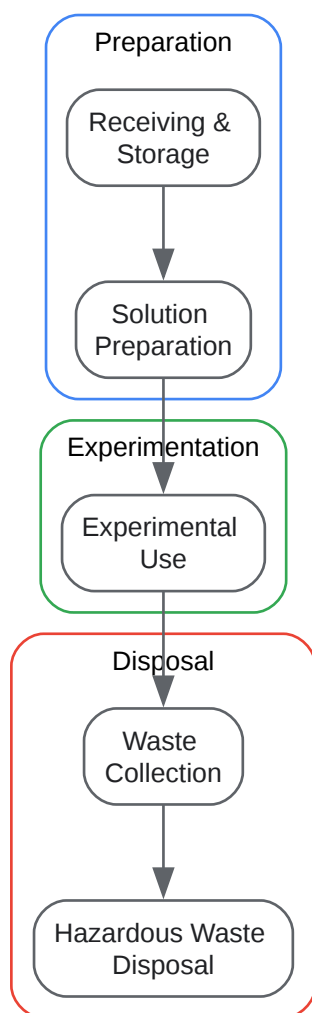 Preparation
Receiving &
Storage
Solution
Preparation
Experimentation
Experimental
Use
Disposal
Waste
Collection
Hazardous Waste
Disposal